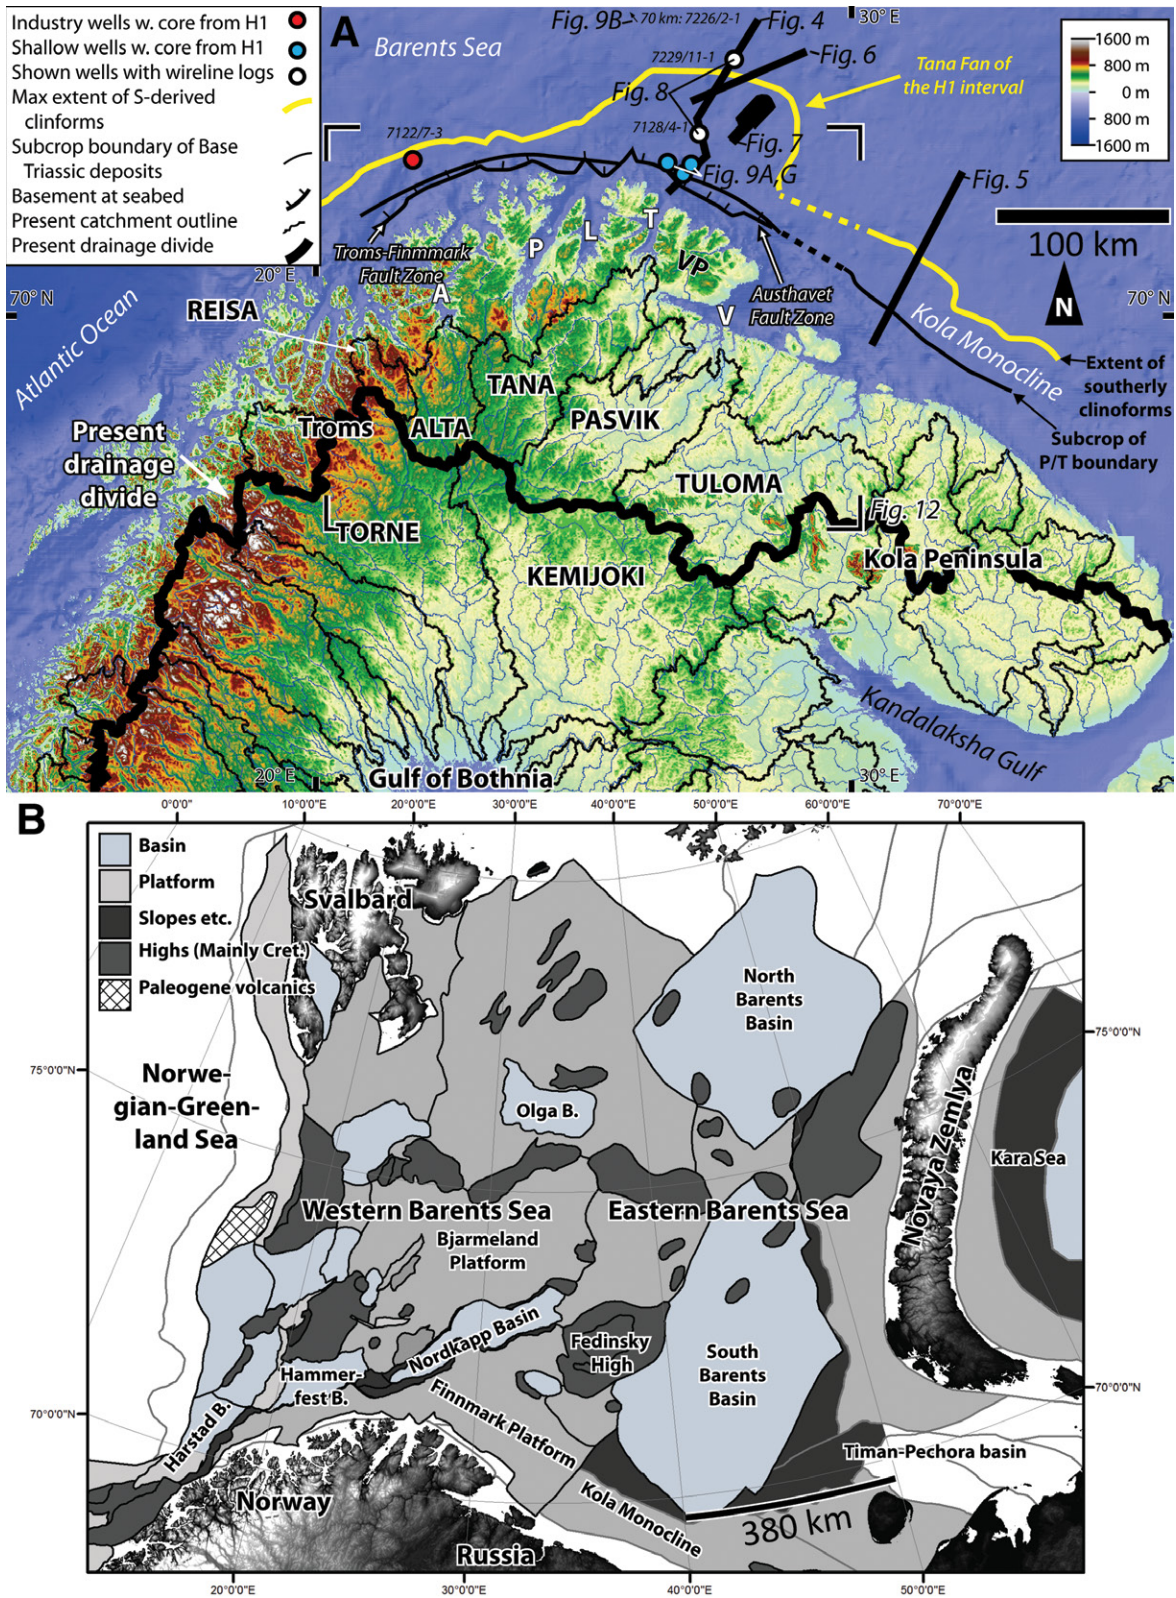 Industry wells w. core from H1
Shallow wells w. core from H1
Shown wells with wireline logs
Max extent of S-derived
clinforms
Subcrop boundary of Base
Triassic deposits
Basement at seabed
Present catchment outline
Present drainage divide
A
Barents Sea
Fig. 9B
70 km: 7226/2-1
Fig. 4
30° E
7229/11-1
Fig. 6
Tana Fan of
the H1 interval
1600 m
800 m
0 m
800 m
1600 m
Fig. 8
7122/7-3
7128/4-1
Fig. 7
Fig. 9A,G
Fig. 5
100 km
N
Troms-Finmmark
Fault Zone
P
L
T
VP
A
V
Austhavet
Fault Zone
20° E
70° N
70° N
REISA
Atlantic Ocean
Kola Monocline
Extent of
southerly
clinoforms
Subcrop of
P/T boundary
TANA
PASVIK
Troms
ALTA
Present
drainage
divide
TULOMA
TORNE
Fig. 12
KEMIJOKI
Kola Peninsula
Kandalaksha Gulf
20° E
Gulf of Bothnia
30° E
B
0°0'0"
10°0'0"E
20°0'0"E
30°0'0"E
40°0'0"E
50°0'0"E
60°0'0"E
70°0'0"E
Basin
Platform
Slopes etc.
Highs (Mainly Cret.)
Paleogene volcanics
Svalbard
North
Barents
Basin
75°0'0"N
75°0'0"N
Norwe-
gian-Green-
land Sea
Olga B.
Novaya Zemlya
Kara Sea
Western Barents Sea
Eastern Barents Sea
Bjarmeland
Platform
Nordkapp Basin
Fedinsky
High
South
Barents
Basin
Hammer-
fest B.
Harstad B.
Finnmark Platform
70°0'0"N
70°0'0"N
Timan-Pechora basin
Norway
Kola Monocline
380 km
Russia
20°0'0"E
30°0'0"E
40°0'0"E
50°0'0"E